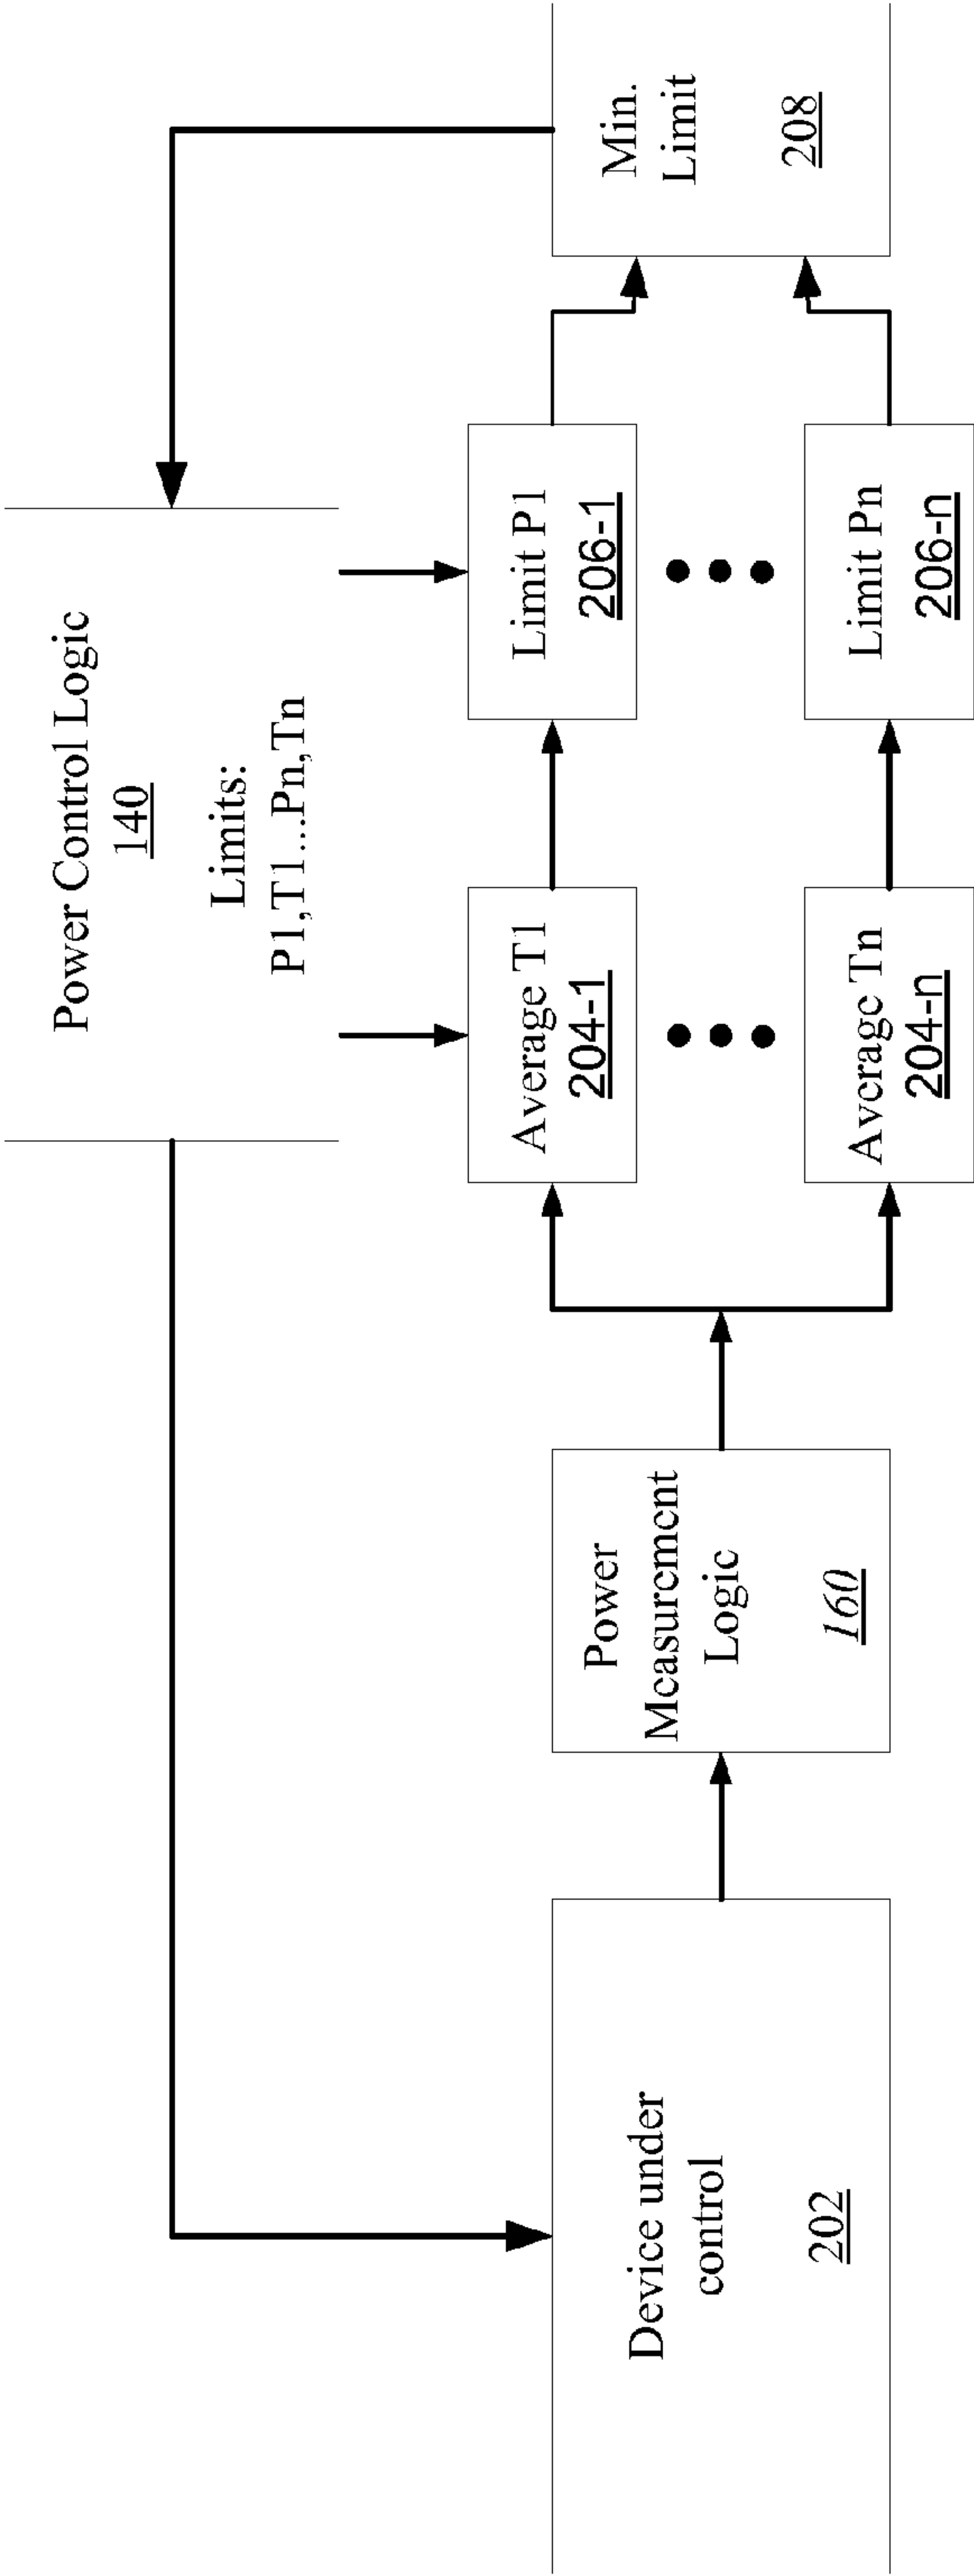 Power Control Logic
140
Limits:
P1,T1...Pn,Tn
Device under
control
202
Power
Measurement
Logic
160
Average T1
204-1
Average Tn
204-n
Limit P1
206-1
Limit Pn
206-n
Min.
Limit
208